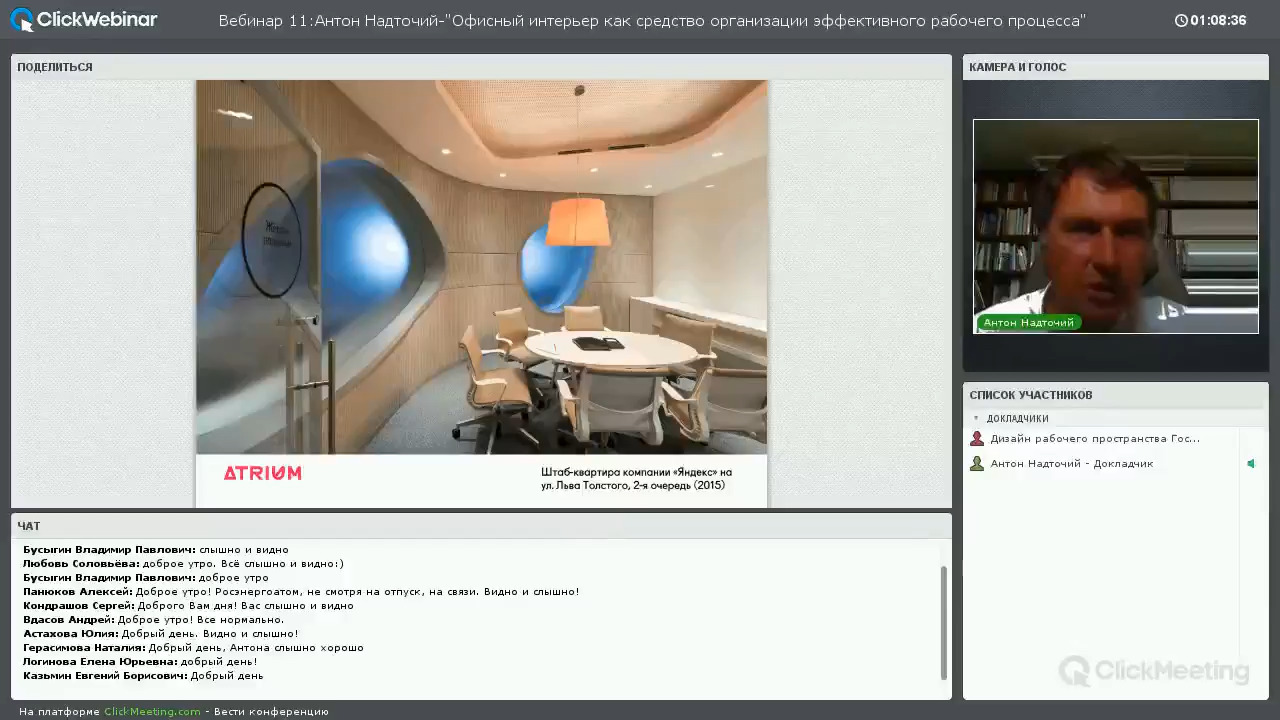 ClickWebinar
Вебинар 11:Антон Надточий-"Офисный интерьер как средство организации эффективного рабочего процесса"
01:08:36
ПОДЕЛИТЬСЯ
ATRIUM
Штаб-квартира компании «Яндекс» на
ул. Льва Толстого, 2-я очередь (2015)
КАМЕРА И ГОЛОС
Антон Надточий
СПИСОК УЧАСТНИКОВ
ДОКЛАДЧИКИ
Дизайн рабочего пространства Гос...
Антон Надточий - Докладчик
ClickMeeting
ЧАТ
Бусыгин Владимир Павлович: слышно и видно
Любовь Соловьёва: доброе утро. Всё слышно и видно:)
Бусыгин Владимир Павлович: доброе утро
Панюков Алексей: Доброе утро! Росэнергоатом, не смотря на отпуск, на связи. Видно и слышно!
Кондрашов Сергей: Доброго Вам дня! Вас слышно и видно
Вдасов Андрей: Доброе утро! Все нормально.
Астахова Юлия: Добрый день. Видно и слышно!
Герасимова Наталия: Добрый день, Антона слышно хорошо
Логинова Елена Юрьевна: добрый день!
Казьмин Евгений Борисович: Добрый день
На платформе ClickMeeting.com - Вести конференцию